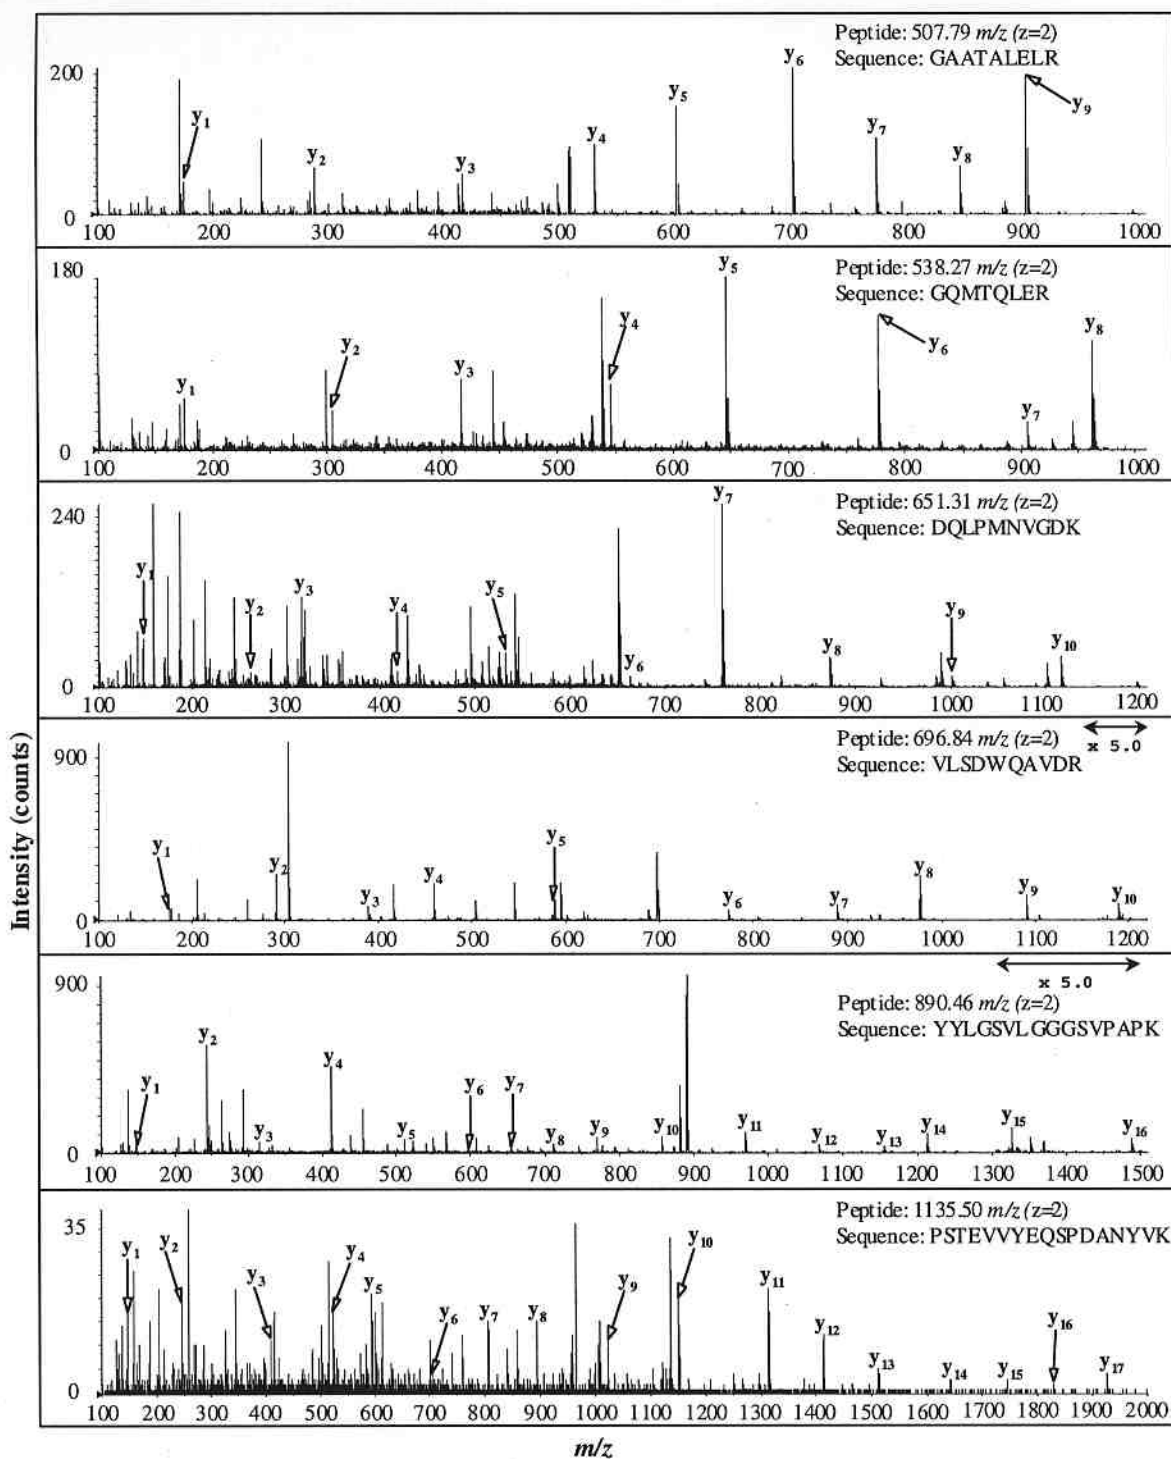 Peptide: 507.79 m/z (z=2)
Sequence: GAATALELR
200
0
y1 y2 y3 y4 y5 y6 y7 y8 y9
100 200 300 400 500 600 700 800 900 1000
Peptide: 538.27 m/z (z=2)
Sequence: GQMTQLER
180
0
y1 y2 y3 y4 y5 y6 y7 y8
100 200 300 400 500 600 700 800 900 1000
Peptide: 651.31 m/z (z=2)
Sequence: DQLPMNVGDK
240
0
y1 y2 y3 y4 y5 y6 y7 y8 y9 y10
100 200 300 400 500 600 700 800 900 1000 1100 1200
x 5.0
Peptide: 696.84 m/z (z=2)
Sequence: VLSDWQAVDR
900
0
y1 y2 y3 y4 y5 y6 y7 y8 y9 y10
100 200 300 400 500 600 700 800 900 1000 1100 1200
x 5.0
Peptide: 890.46 m/z (z=2)
Sequence: YYLGSVLGGGSVPAPK
900
0
y1 y2 y3 y4 y5 y6 y7 y8 y9 y10 y11 y12 y13 y14 y15 y16
100 200 300 400 500 600 700 800 900 1000 1100 1200 1300 1400 1500
Peptide: 1135.50 m/z (z=2)
Sequence: PSTEVVYEQSPDANYVK
35
0
y1 y2 y3 y4 y5 y6 y7 y8 y9 y10 y11 y12 y13 y14 y15 y16 y17
100 200 300 400 500 600 700 800 900 1000 1100 1200 1300 1400 1500 1600 1700 1800 1900 2000
Intensity (counts)
m/z